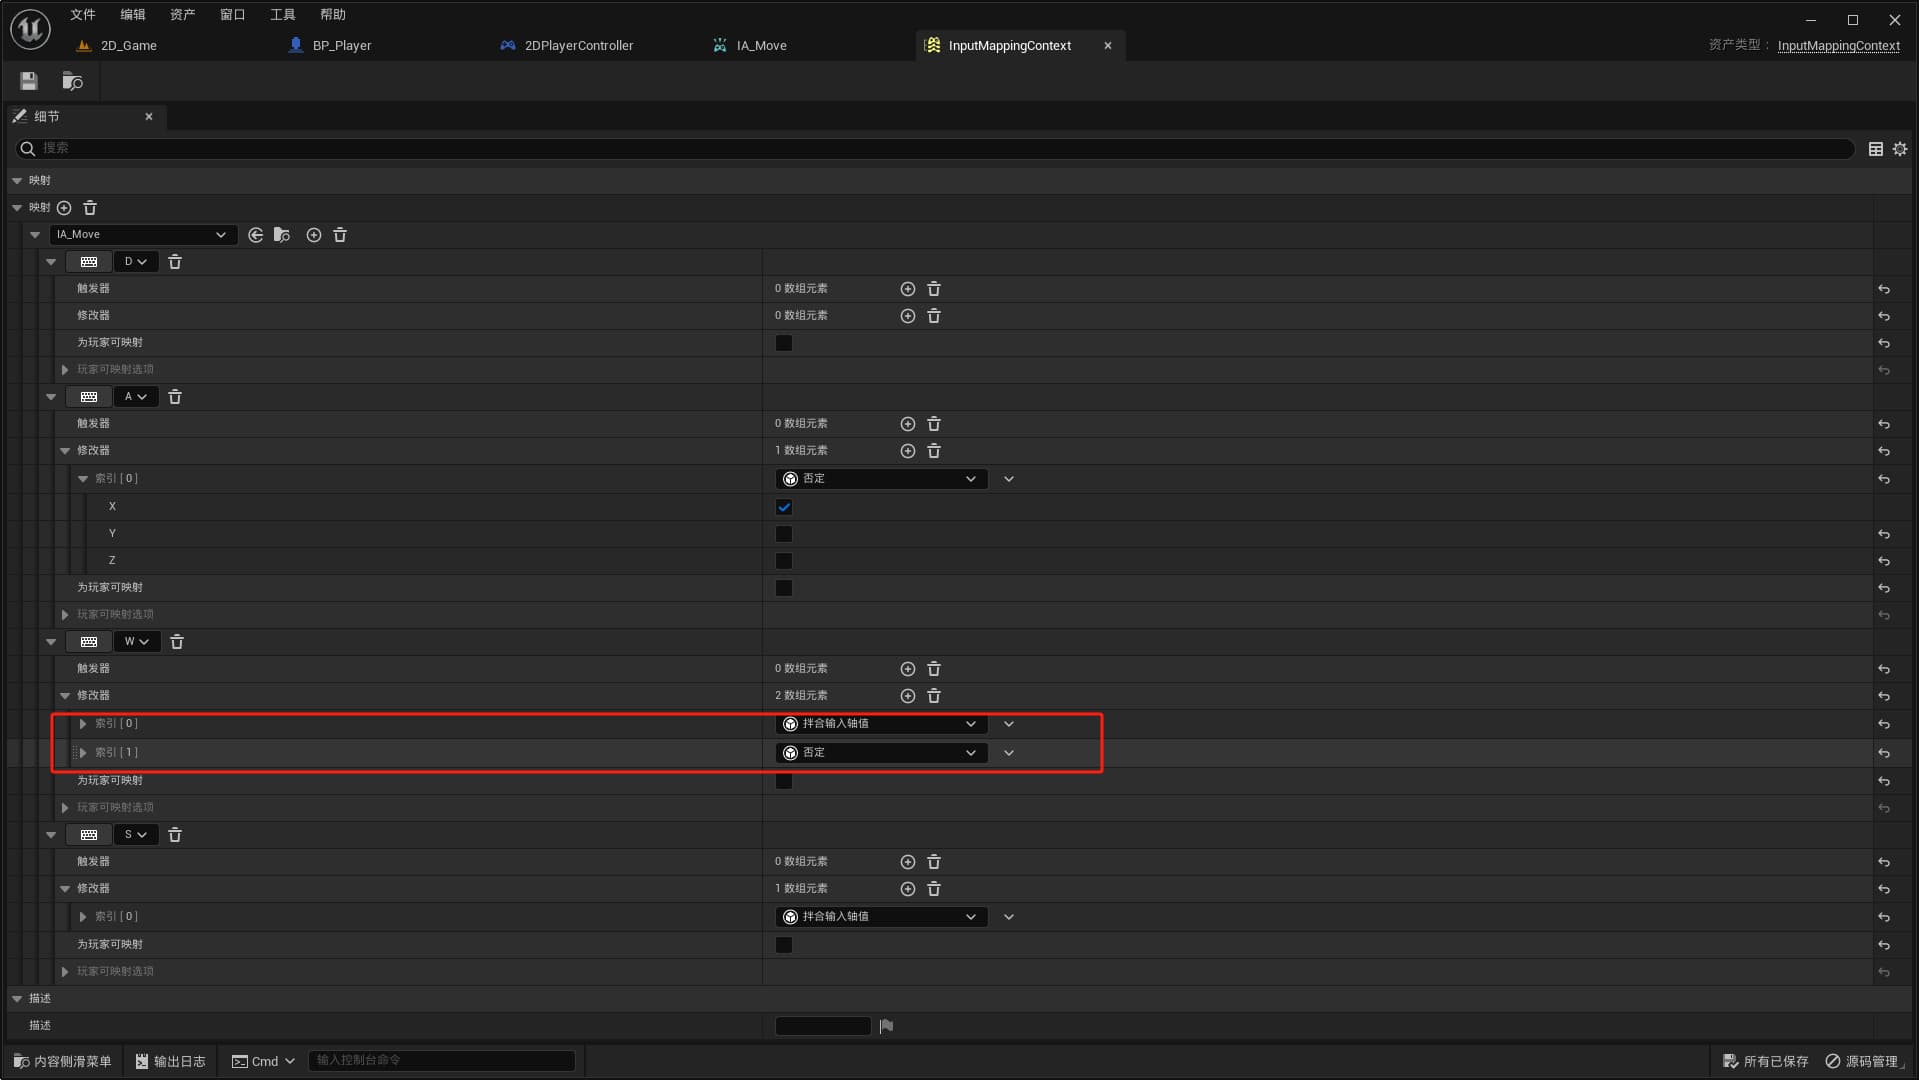 文件 编辑 资产 窗口 工具 帮助
2D_Game BP_Player 2DPlayerController IA_Move InputMappingContext 资产类型： InputMappingContext
细节
搜索
映射
映射
IA_Move
D
触发器 0 数组元素
修改器 0 数组元素
为玩家可映射
玩家可映射选项
A
触发器 0 数组元素
修改器 1 数组元素
索引 [ 0 ] 否定
X
Y
Z
为玩家可映射
玩家可映射选项
W
触发器 0 数组元素
修改器 2 数组元素
索引 [ 0 ] 拌合输入轴值
索引 [ 1 ] 否定
为玩家可映射
玩家可映射选项
S
触发器 0 数组元素
修改器 1 数组元素
索引 [ 0 ] 拌合输入轴值
为玩家可映射
玩家可映射选项
描述
描述
内容侧滑菜单 输出日志 Cmd 输入控制台命令 所有已保存 源码管理